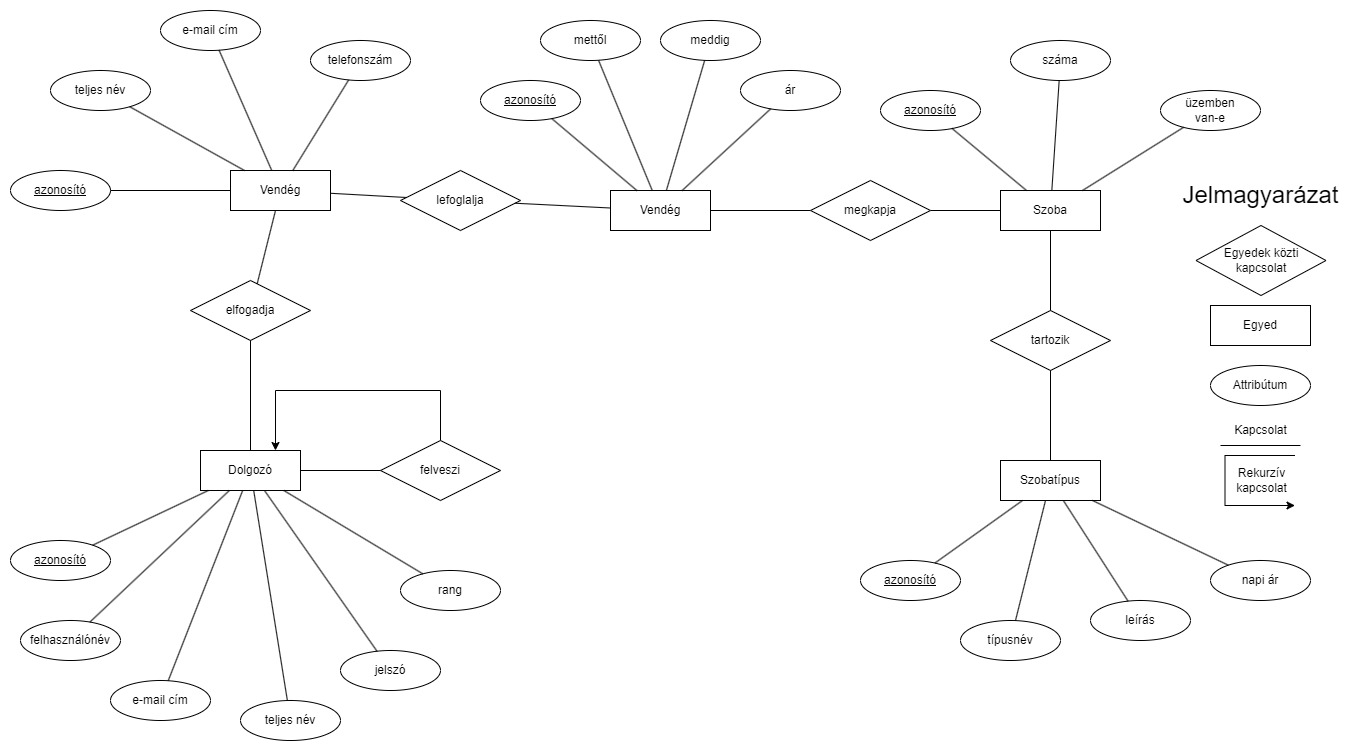 e-mail cím
telefonszám
teljes név
azonosító
Vendég
lefoglalja
mettől
meddig
azonosító
ár
Vendég
megkapja
száma
azonosító
üzemben
van-e
Szoba
elfogadja
tartozik
Dolgozó
felveszi
azonosító
felhasználónév
e-mail cím
teljes név
jelszó
rang
Szobatípus
azonosító
típusnév
leírás
napi ár
Jelmagyarázat
Egyedek közti
kapcsolat
Egyed
Attribútum
Kapcsolat
Rekurzív
kapcsolat